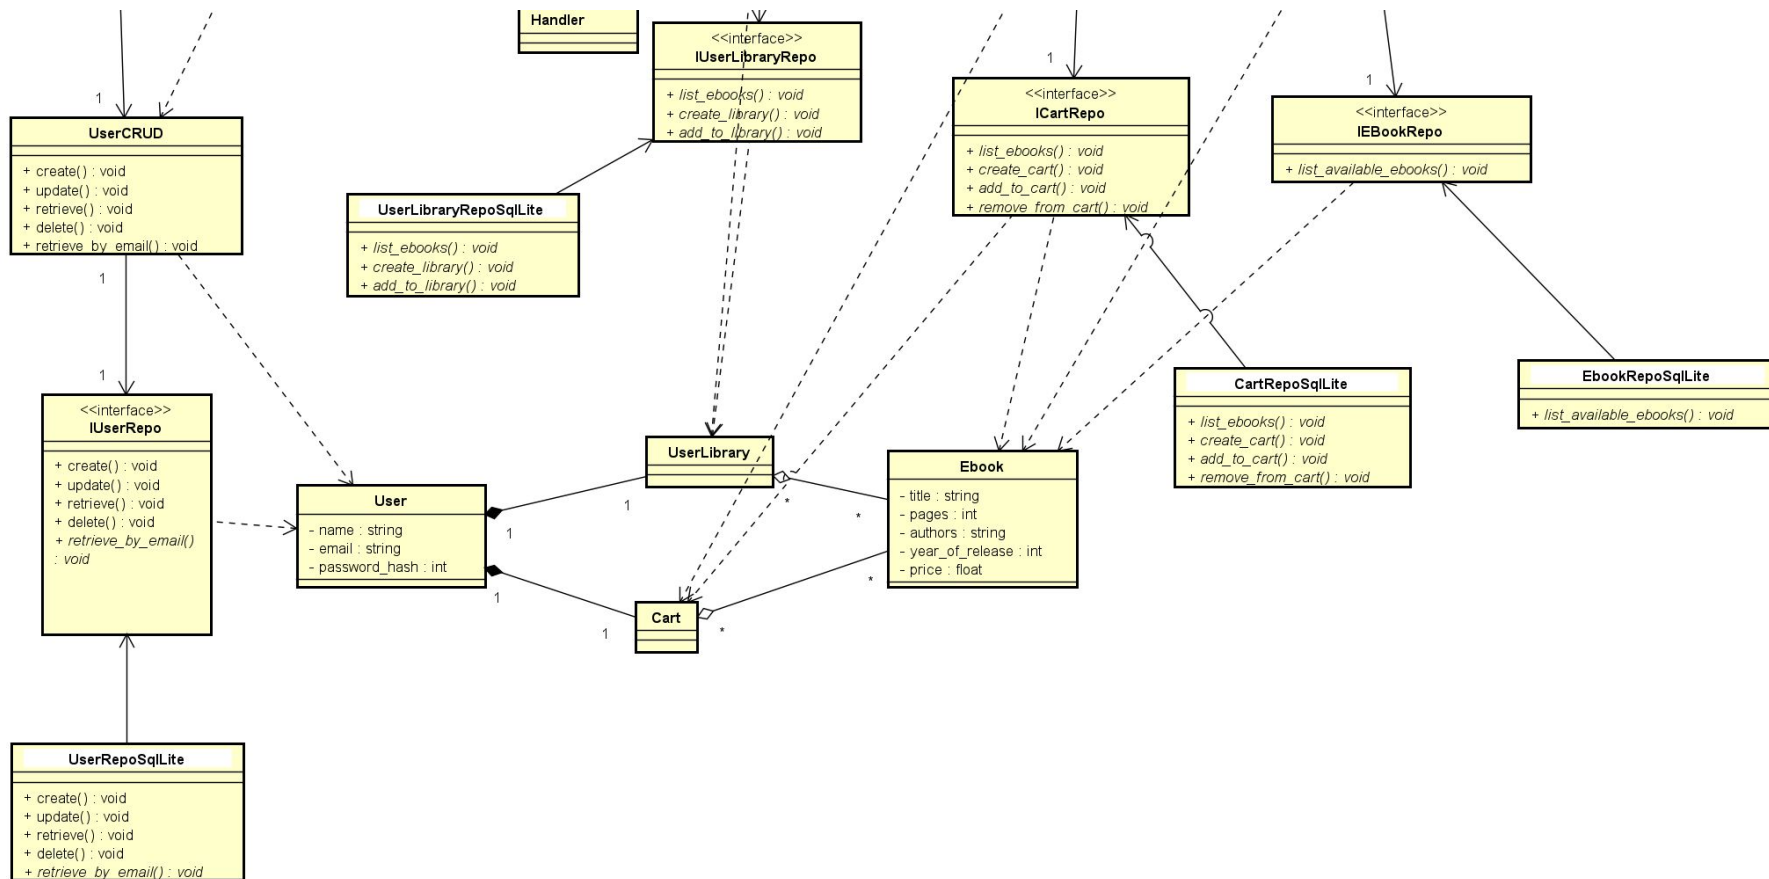 Handler
<<interface>>
IUserLibraryRepo
+ list_ebooks() : void
+ create_library() : void
+ add_to_library() : void
1
<<interface>>
ICartRepo
+ list_ebooks() : void
+ create_cart() : void
+ add_to_cart() : void
+ remove_from_cart() : void
1
<<interface>>
IEBookRepo
+ list_available_ebooks() : void
1
UserCRUD
+ create() : void
+ update() : void
+ retrieve() : void
+ delete() : void
+ retrieve_by_email() : void
1
UserLibraryRepoSqlLite
+ list_ebooks() : void
+ create_library() : void
+ add_to_library() : void
1
<<interface>>
IUserRepo
+ create() : void
+ update() : void
+ retrieve() : void
+ delete() : void
+ retrieve_by_email()
: void
User
- name : string
- email : string
- password_hash : int
1
1
1
1
UserLibrary
*
*
Cart
*
*
Ebook
- title : string
- pages : int
- authors : string
- year_of_release : int
- price : float
CartRepoSqlLite
+ list_ebooks() : void
+ create_cart() : void
+ add_to_cart() : void
+ remove_from_cart() : void
EbookRepoSqlLite
+ list_available_ebooks() : void
UserRepoSqlLite
+ create() : void
+ update() : void
+ retrieve() : void
+ delete() : void
+ retrieve_by_email() : void